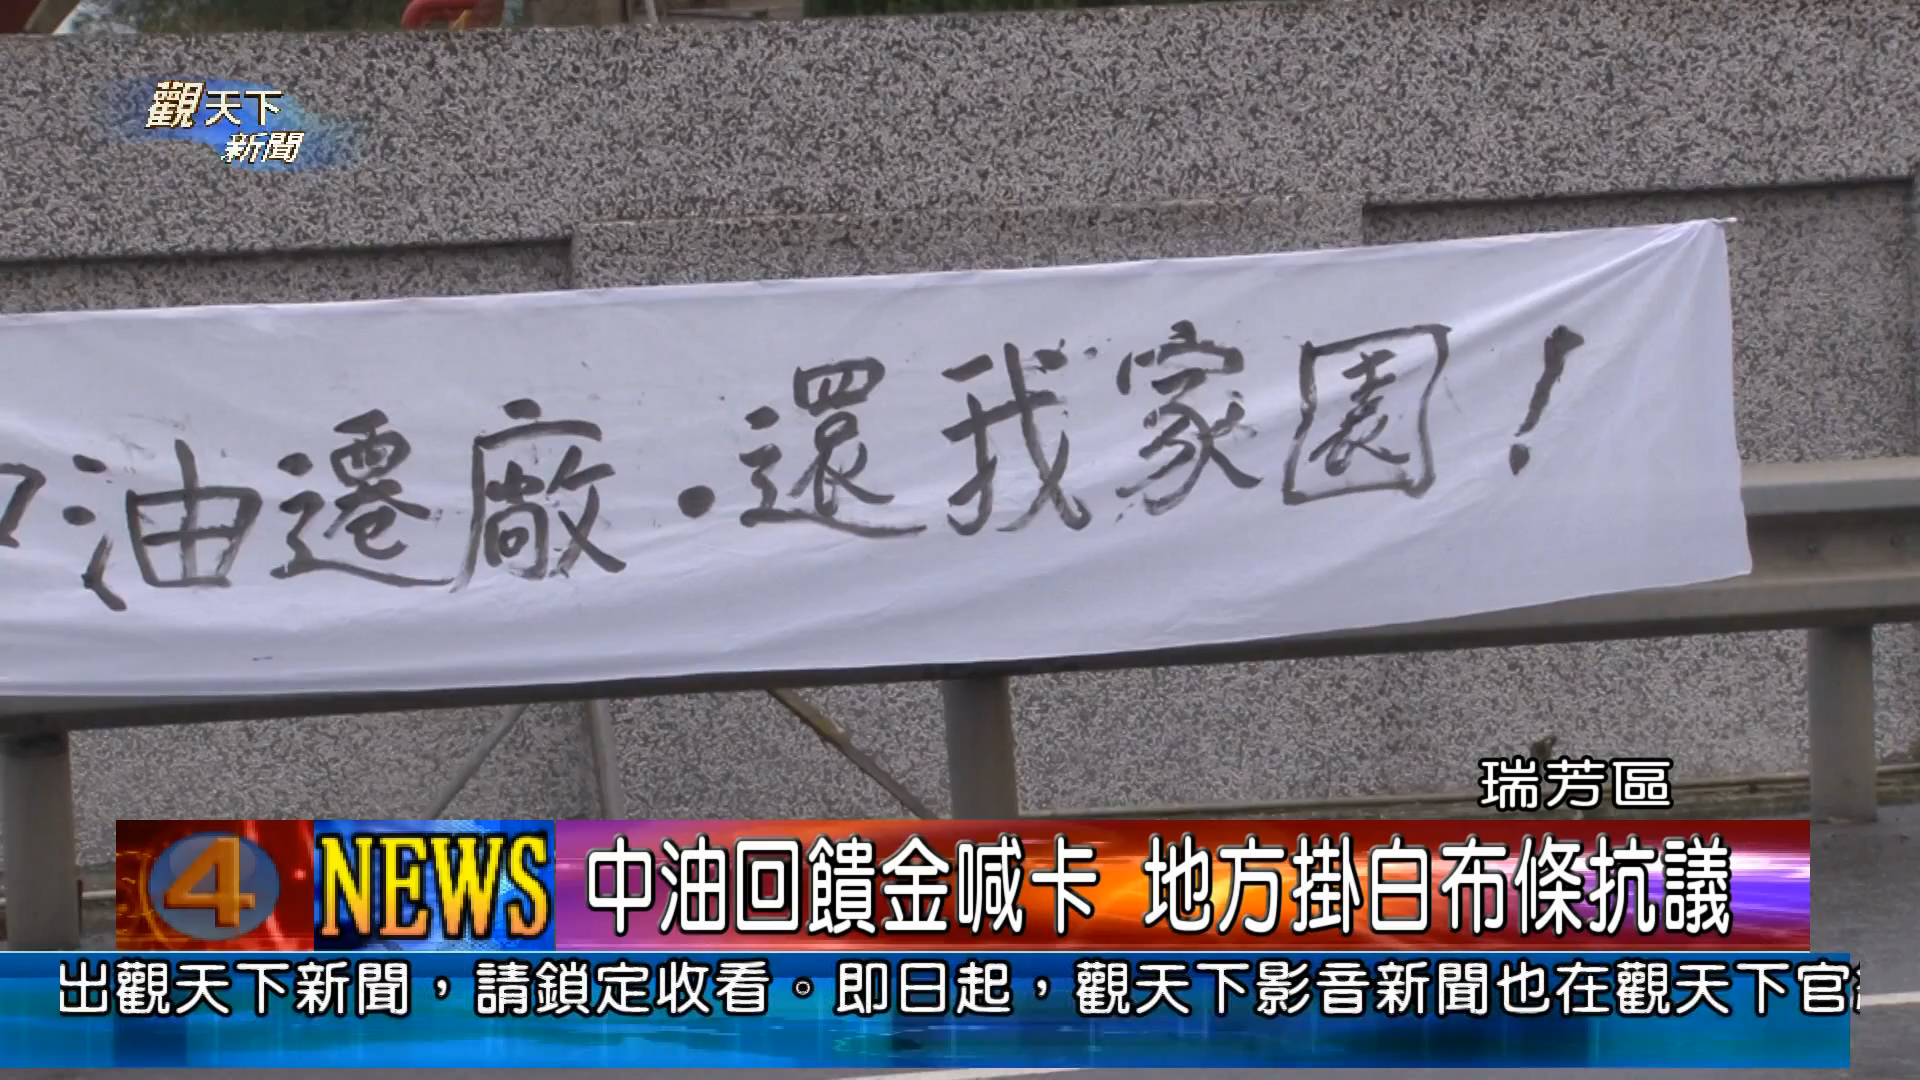 觀天下
新聞
油遷廠.還我家園!
瑞芳區
4 NEWS 中油回饋金喊卡 地方掛白布條抗議
出觀天下新聞，請鎖定收看。即日起，觀天下影音新聞也在觀天下官